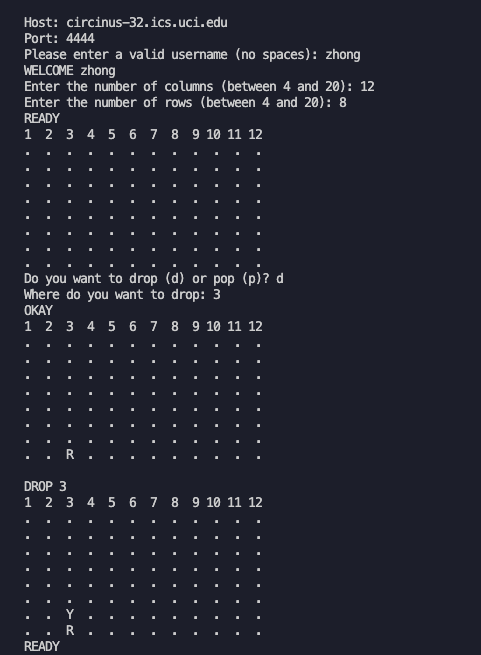 Host: circinus-32.ics.uci.edu
Port: 4444
Please enter a valid username (no spaces): zhong
WELCOME zhong
Enter the number of columns (between 4 and 20): 12
Enter the number of rows (between 4 and 20): 8
READY
1  2  3  4  5  6  7  8  9 10 11 12
.  .  .  .  .  .  .  .  .  .  .  .
.  .  .  .  .  .  .  .  .  .  .  .
.  .  .  .  .  .  .  .  .  .  .  .
.  .  .  .  .  .  .  .  .  .  .  .
.  .  .  .  .  .  .  .  .  .  .  .
.  .  .  .  .  .  .  .  .  .  .  .
.  .  .  .  .  .  .  .  .  .  .  .
.  .  .  .  .  .  .  .  .  .  .  .
Do you want to drop (d) or pop (p)? d
Where do you want to drop: 3
OKAY
1  2  3  4  5  6  7  8  9 10 11 12
.  .  .  .  .  .  .  .  .  .  .  .
.  .  .  .  .  .  .  .  .  .  .  .
.  .  .  .  .  .  .  .  .  .  .  .
.  .  .  .  .  .  .  .  .  .  .  .
.  .  .  .  .  .  .  .  .  .  .  .
.  .  .  .  .  .  .  .  .  .  .  .
.  .  .  .  .  .  .  .  .  .  .  .
.  .  R  .  .  .  .  .  .  .  .  .

DROP 3
1  2  3  4  5  6  7  8  9 10 11 12
.  .  .  .  .  .  .  .  .  .  .  .
.  .  .  .  .  .  .  .  .  .  .  .
.  .  .  .  .  .  .  .  .  .  .  .
.  .  .  .  .  .  .  .  .  .  .  .
.  .  .  .  .  .  .  .  .  .  .  .
.  .  .  .  .  .  .  .  .  .  .  .
.  .  Y  .  .  .  .  .  .  .  .  .
.  .  R  .  .  .  .  .  .  .  .  .
READY